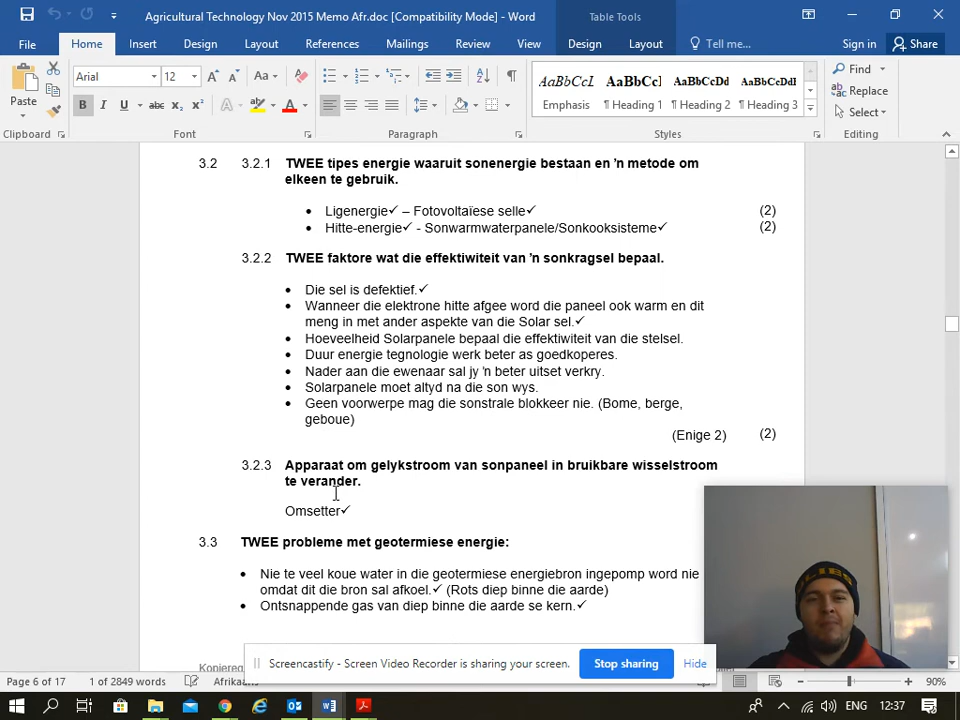 Agricultural Technology Nov 2015 Memo Afr.doc [Compatibility Mode] - Word
Table Tools
File Home Insert Design Layout References Mailings Review View Design Layout Tell me... Sign in Share
Paste
Arial 12
Clipboard Font Paragraph Styles Editing
AaBbCcL AaBbCcI AaBbCcDd AaBbCcDdI
Emphasis ¶ Heading 1 ¶ Heading 2 ¶ Heading 3
Find
Replace
Select
3.2 3.2.1 TWEE tipes energie waaruit sonenergie bestaan en 'n metode om
elkeen te gebruik.
• Ligenergie✓ – Fotovoltaïese selle✓ (2)
• Hitte-energie✓ - Sonwarmwaterpanele/Sonkooksisteme✓ (2)
3.2.2 TWEE faktore wat die effektiwiteit van 'n sonkragsel bepaal.
• Die sel is defektief.✓
• Wanneer die elektrone hitte afgee word die paneel ook warm en dit
meng in met ander aspekte van die Solar sel.✓
• Hoeveelheid Solarpanele bepaal die effektiwiteit van die stelsel.
• Duur energie tegnologie werk beter as goedkoperes.
• Nader aan die ewenaar sal jy 'n beter uitset verkry.
• Solarpanele moet altyd na die son wys.
• Geen voorwerpe mag die sonstrale blokkeer nie. (Bome, berge,
geboue)
(Enige 2) (2)
3.2.3 Apparaat om gelykstroom van sonpaneel in bruikbare wisselstroom
te verander.
Omsetter✓
3.3 TWEE probleme met geotermiese energie:
• Nie te veel koue water in die geotermiese energiebron ingepomp word nie
omdat dit die bron sal afkoel.✓ (Rots diep binne die aarde)
• Ontsnappende gas van diep binne die aarde se kern.✓
Screencastify - Screen Video Recorder is sharing your screen. Stop sharing Hide
Page 6 of 17 1 of 2849 words Afrikaans 90%
ENG 12:37